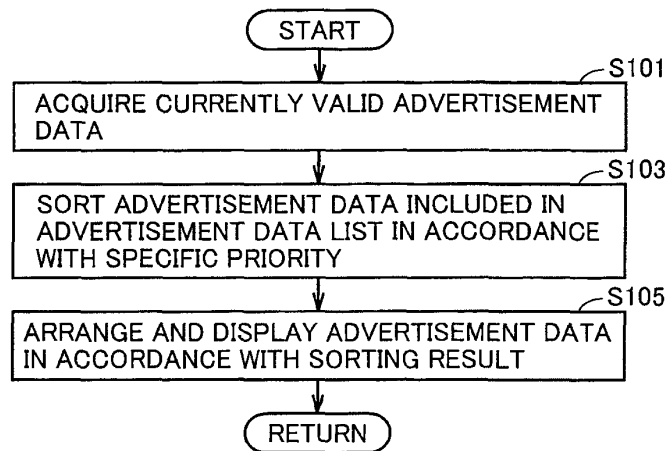 START
S101
ACQUIRE CURRENTLY VALID ADVERTISEMENT
DATA
S103
SORT ADVERTISEMENT DATA INCLUDED IN
ADVERTISEMENT DATA LIST IN ACCORDANCE
WITH SPECIFIC PRIORITY
S105
ARRANGE AND DISPLAY ADVERTISEMENT DATA
IN ACCORDANCE WITH SORTING RESULT
RETURN